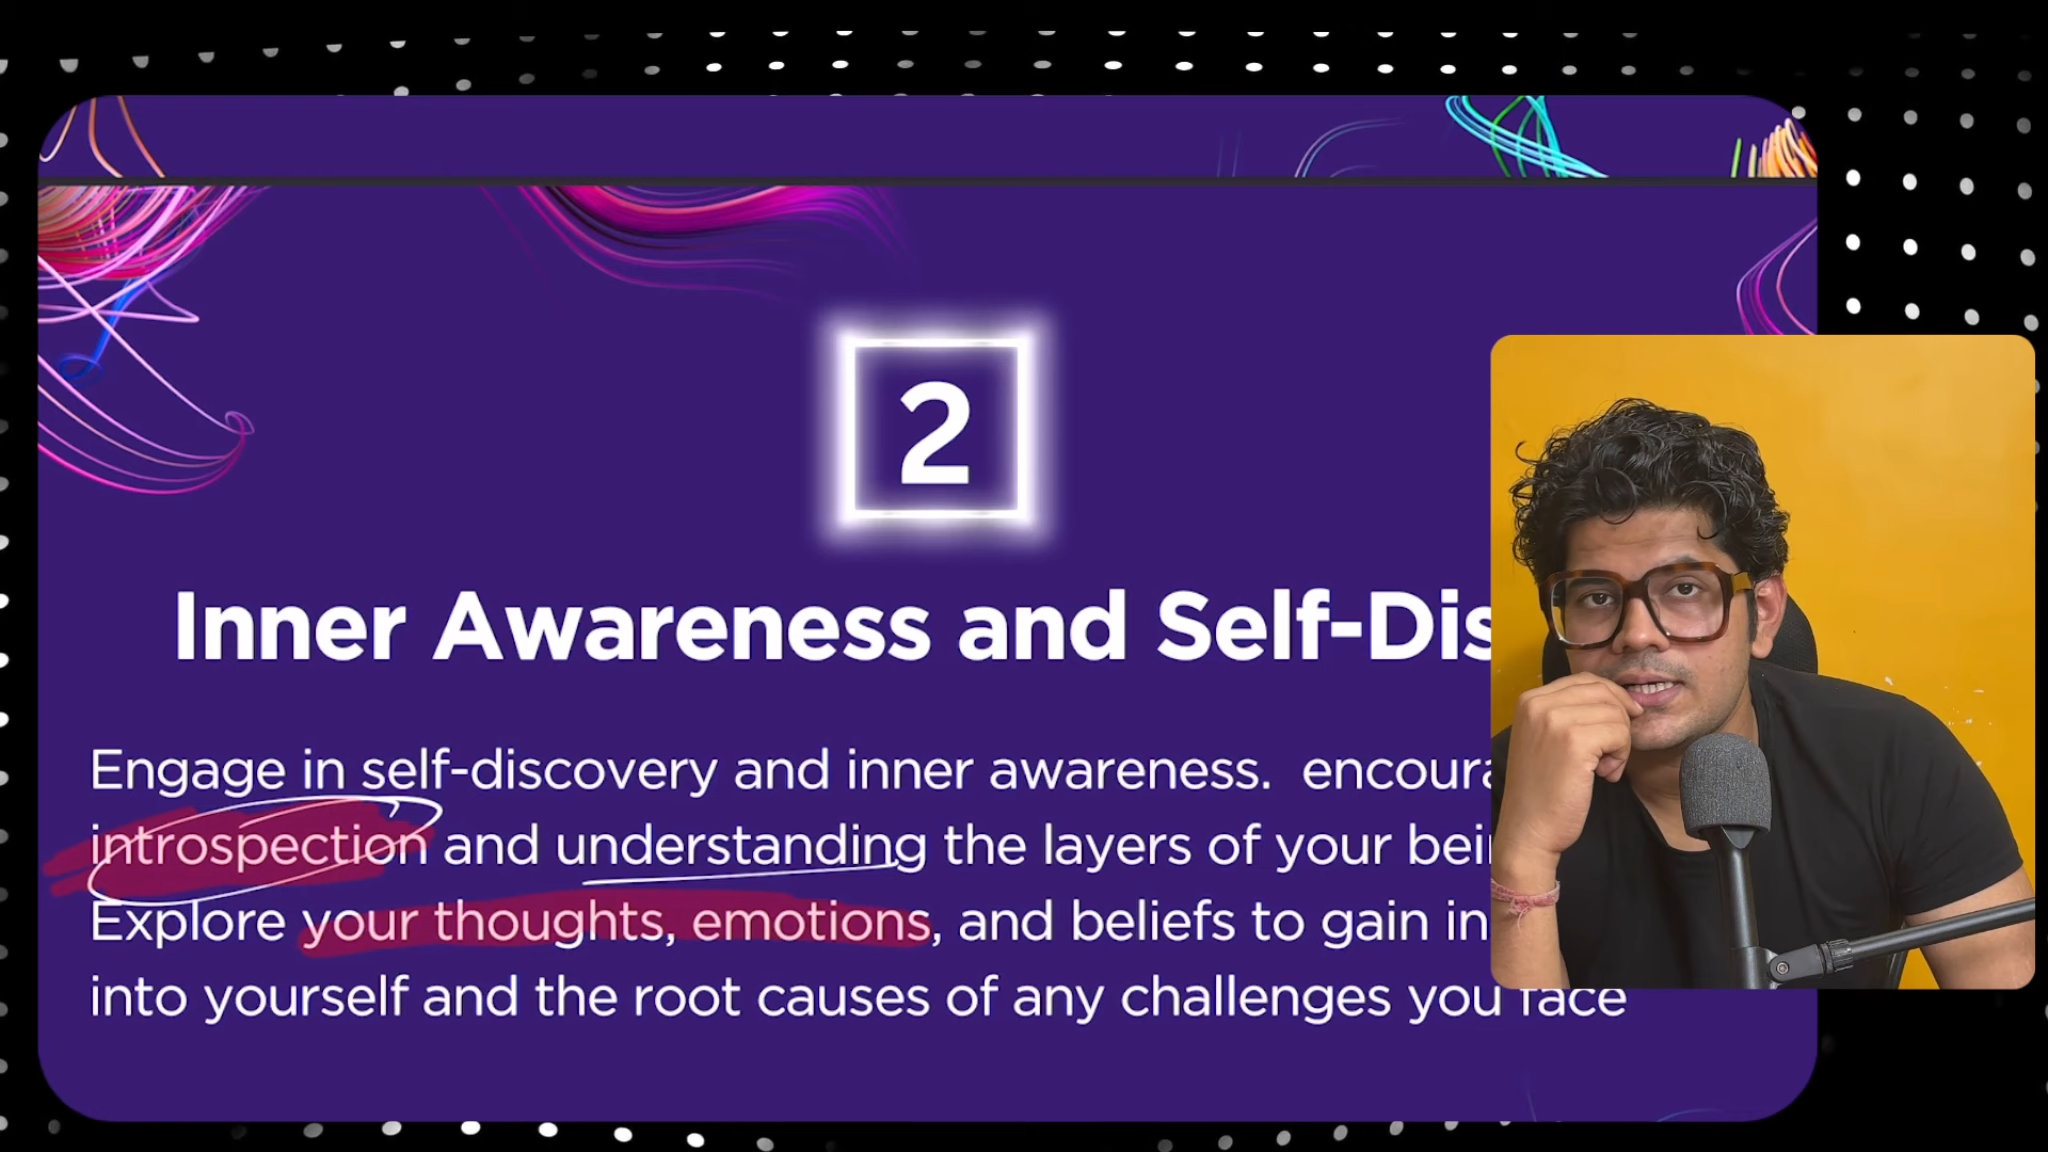 2
Inner Awareness and Self-Dis
Engage in self-discovery and inner awareness. encoura
introspection and understanding the layers of your bei
Explore your thoughts, emotions, and beliefs to gain in
into yourself and the root causes of any challenges you face